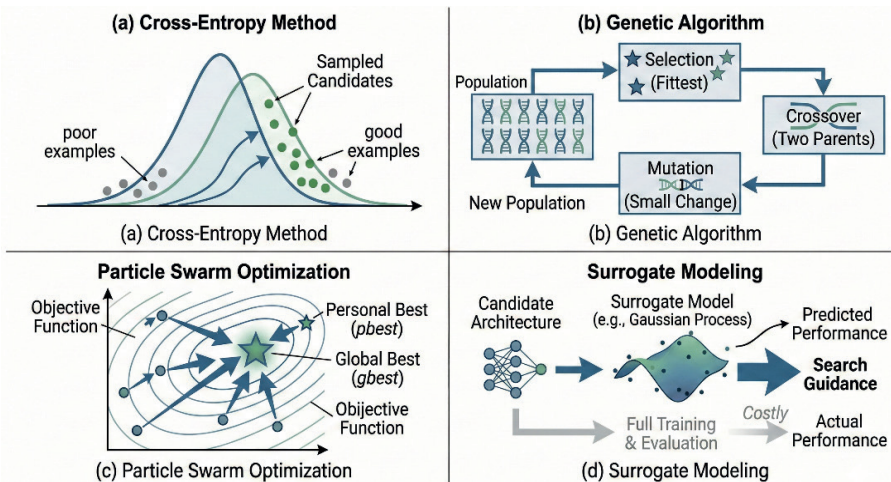 (a) Cross-Entropy Method
Sampled
Candidates
poor
examples
good
examples
(a) Cross-Entropy Method
(b) Genetic Algorithm
Population
Selection
(Fittest)
Crossover
(Two Parents)
Mutation
(Small Change)
New Population
(b) Genetic Algorithm
Particle Swarm Optimization
Objective
Function
Personal Best
(pbest)
Global Best
(gbest)
Obijective
Function
(c) Particle Swarm Optimization
Surrogate Modeling
Candidate
Architecture
Surrogate Model
(e.g., Gaussian Process)
Predicted
Performance
Search
Guidance
Full Training
& Evaluation
Costly
Actual
Performance
(d) Surrogate Modeling